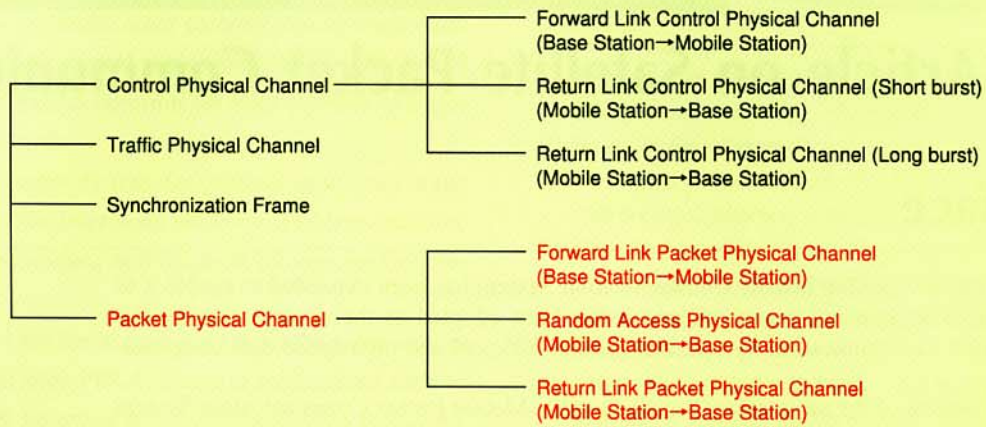 Control Physical Channel
Forward Link Control Physical Channel
(Base Station→Mobile Station)
Return Link Control Physical Channel (Short burst)
(Mobile Station→Base Station)
Return Link Control Physical Channel (Long burst)
(Mobile Station→Base Station)
Traffic Physical Channel
Synchronization Frame
Packet Physical Channel
Forward Link Packet Physical Channel
(Base Station→Mobile Station)
Random Access Physical Channel
(Mobile Station→Base Station)
Return Link Packet Physical Channel
(Mobile Station→Base Station)